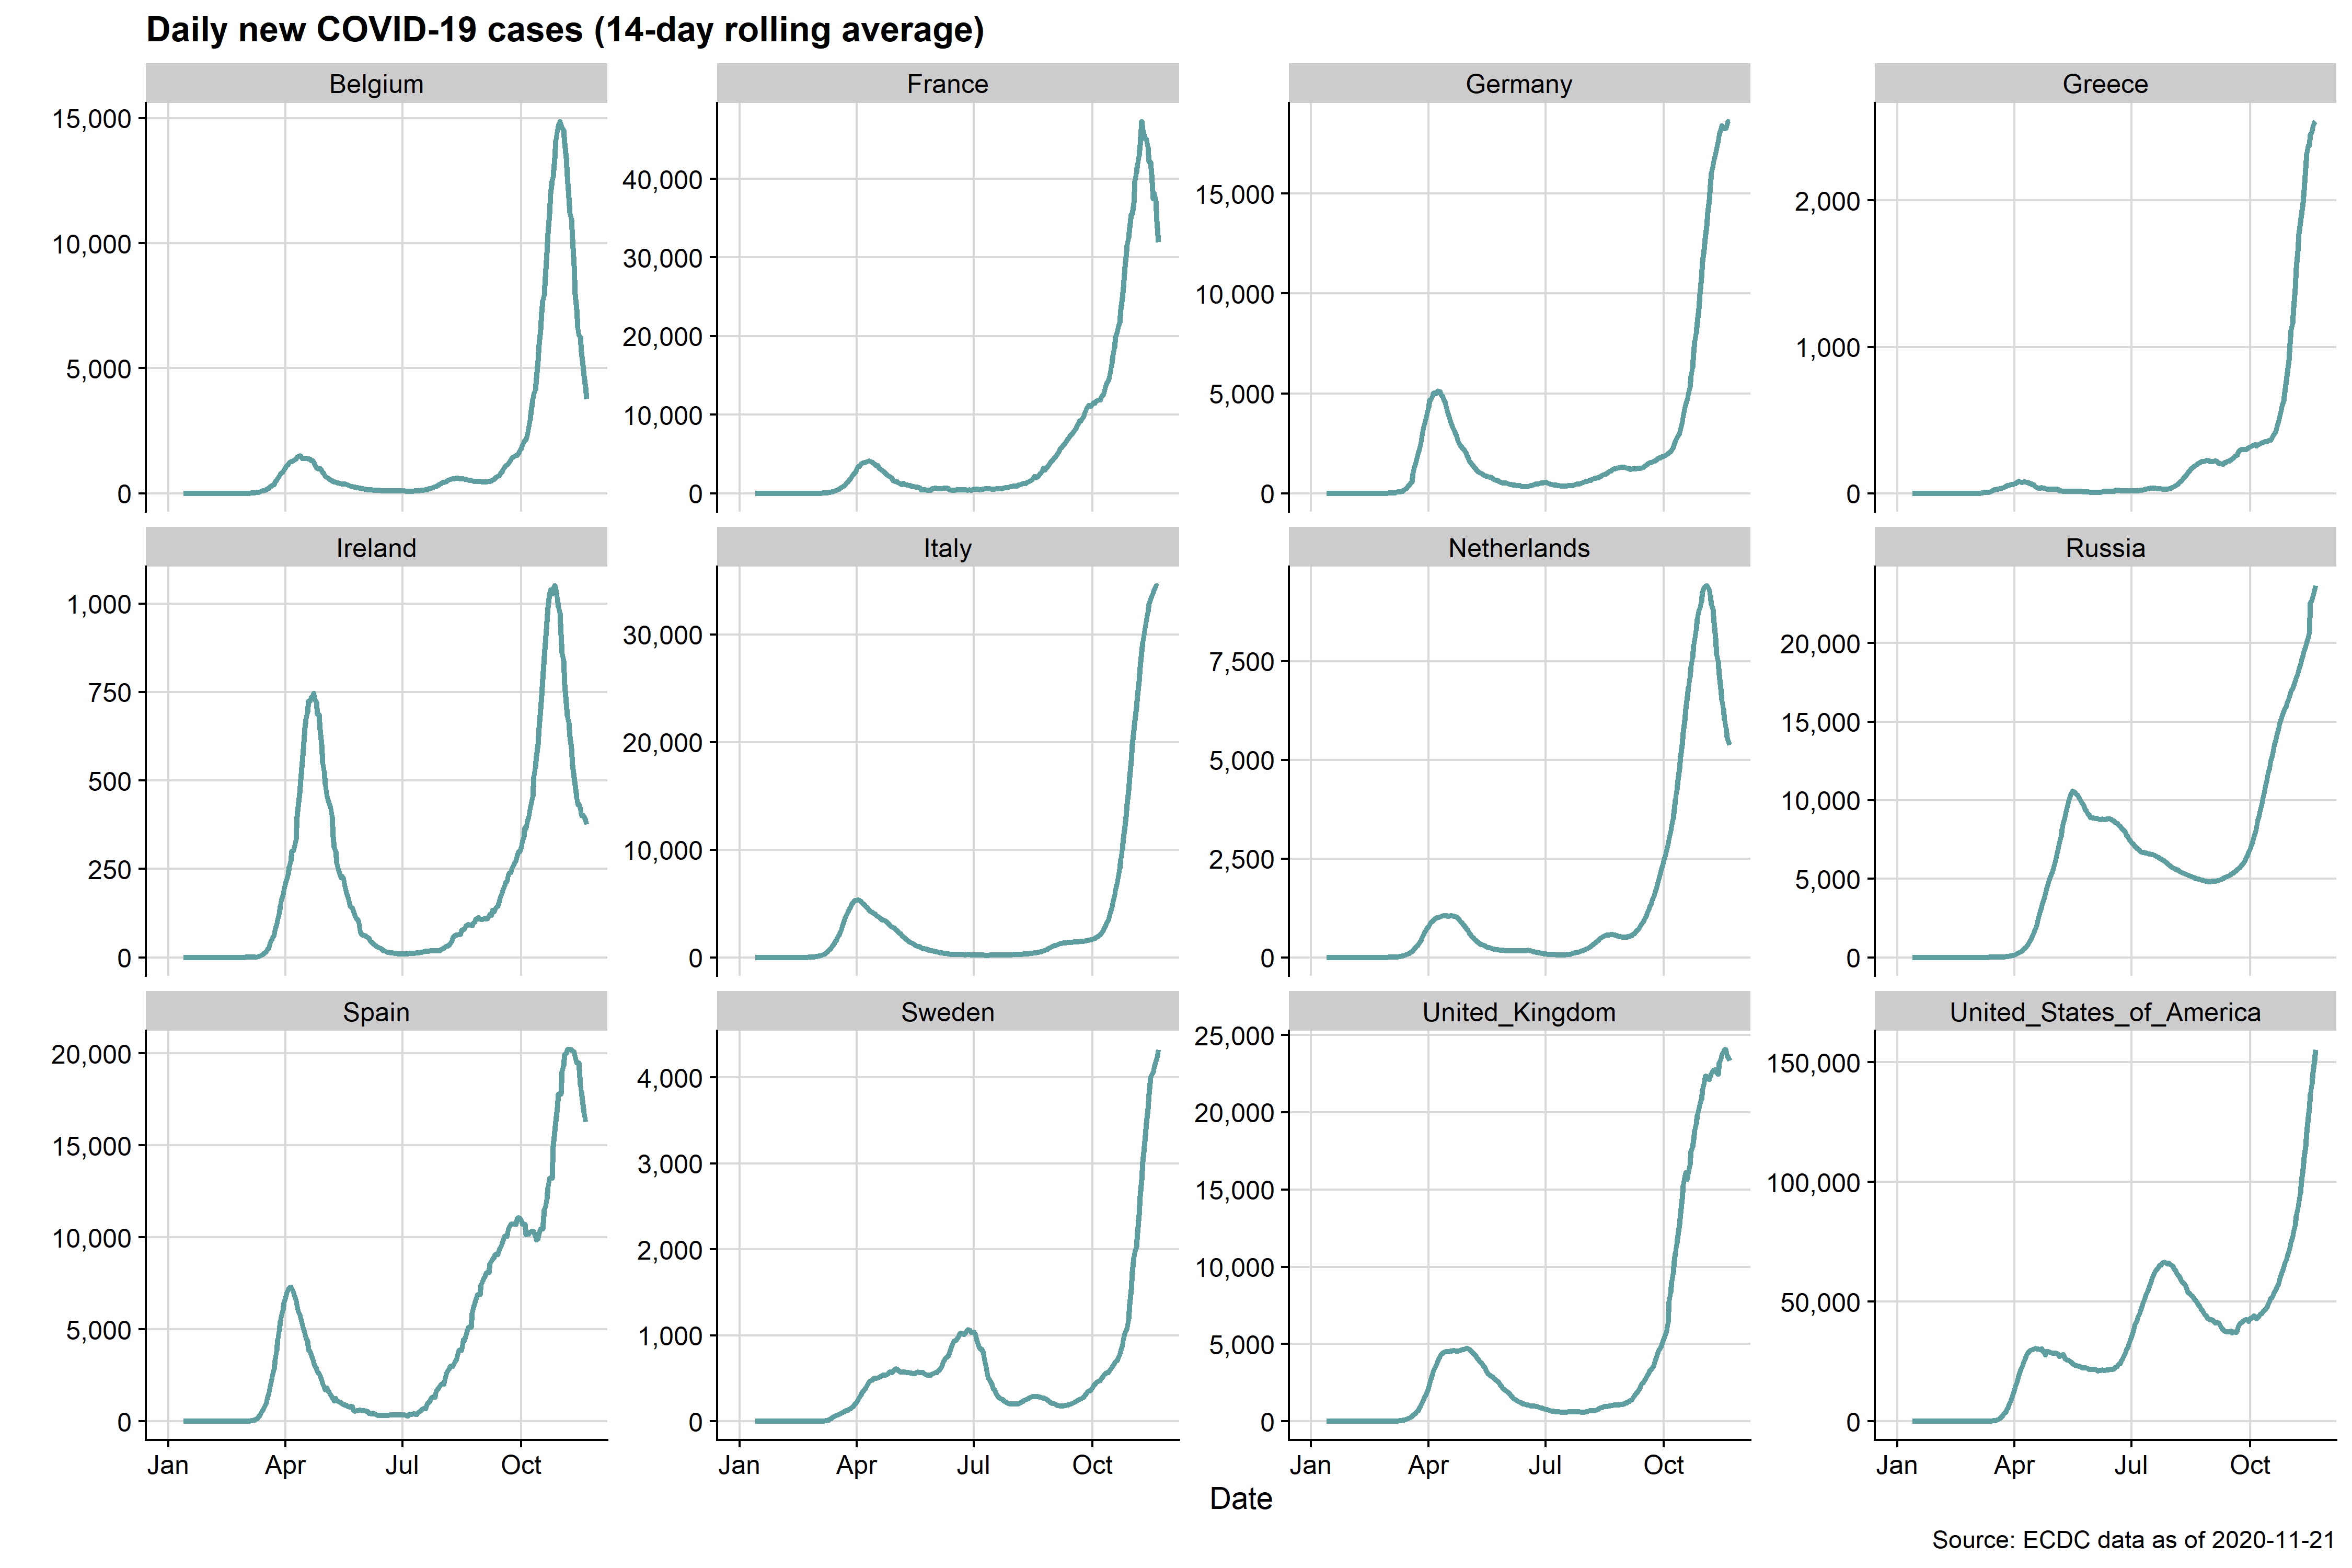 Daily new COVID-19 cases (14-day rolling average)
Belgium
France
Germany
Greece
15,000
10,000
5,000
0
40,000
30,000
20,000
10,000
0
15,000
10,000
5,000
0
2,000
1,000
0
Ireland
Italy
Netherlands
Russia
1,000
750
500
250
0
30,000
20,000
10,000
0
7,500
5,000
2,500
0
20,000
15,000
10,000
5,000
0
Spain
Sweden
United_Kingdom
United_States_of_America
20,000
15,000
10,000
5,000
0
4,000
3,000
2,000
1,000
0
25,000
20,000
15,000
10,000
5,000
0
150,000
100,000
50,000
0
Jan Apr Jul Oct
Jan Apr Jul Oct
Jan Apr Jul Oct
Jan Apr Jul Oct
Date
Source: ECDC data as of 2020-11-21